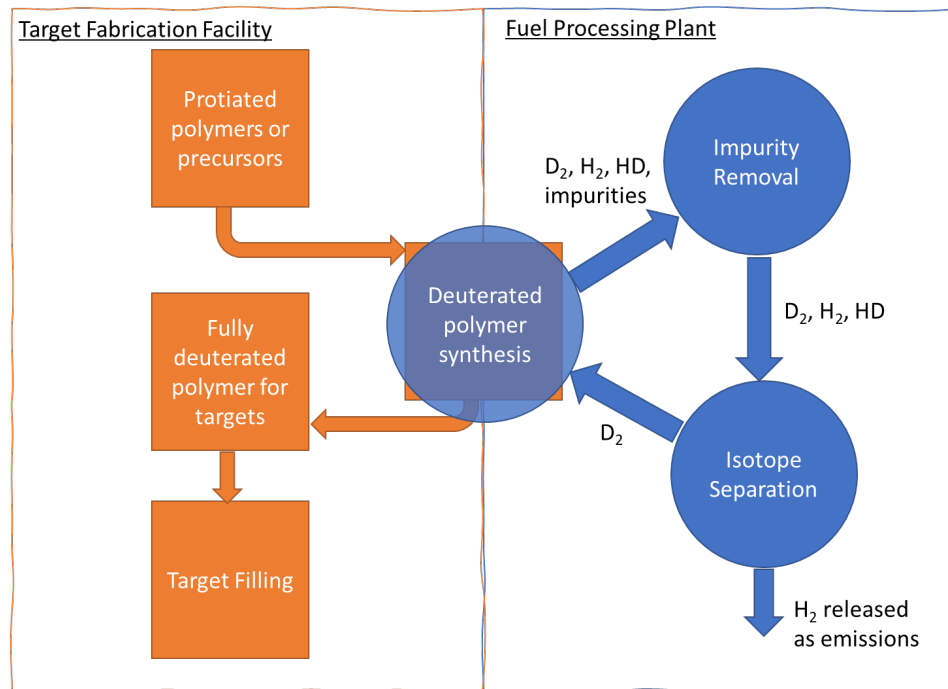 Target Fabrication Facility
Protiated
polymers or
precursors
Fully
deuterated
polymer for
targets
Target Filling
Deuterated
polymer
synthesis
Fuel Processing Plant
D₂, H₂, HD,
impurities
Impurity
Removal
D₂, H₂, HD
D₂
Isotope
Separation
H₂ released
as emissions